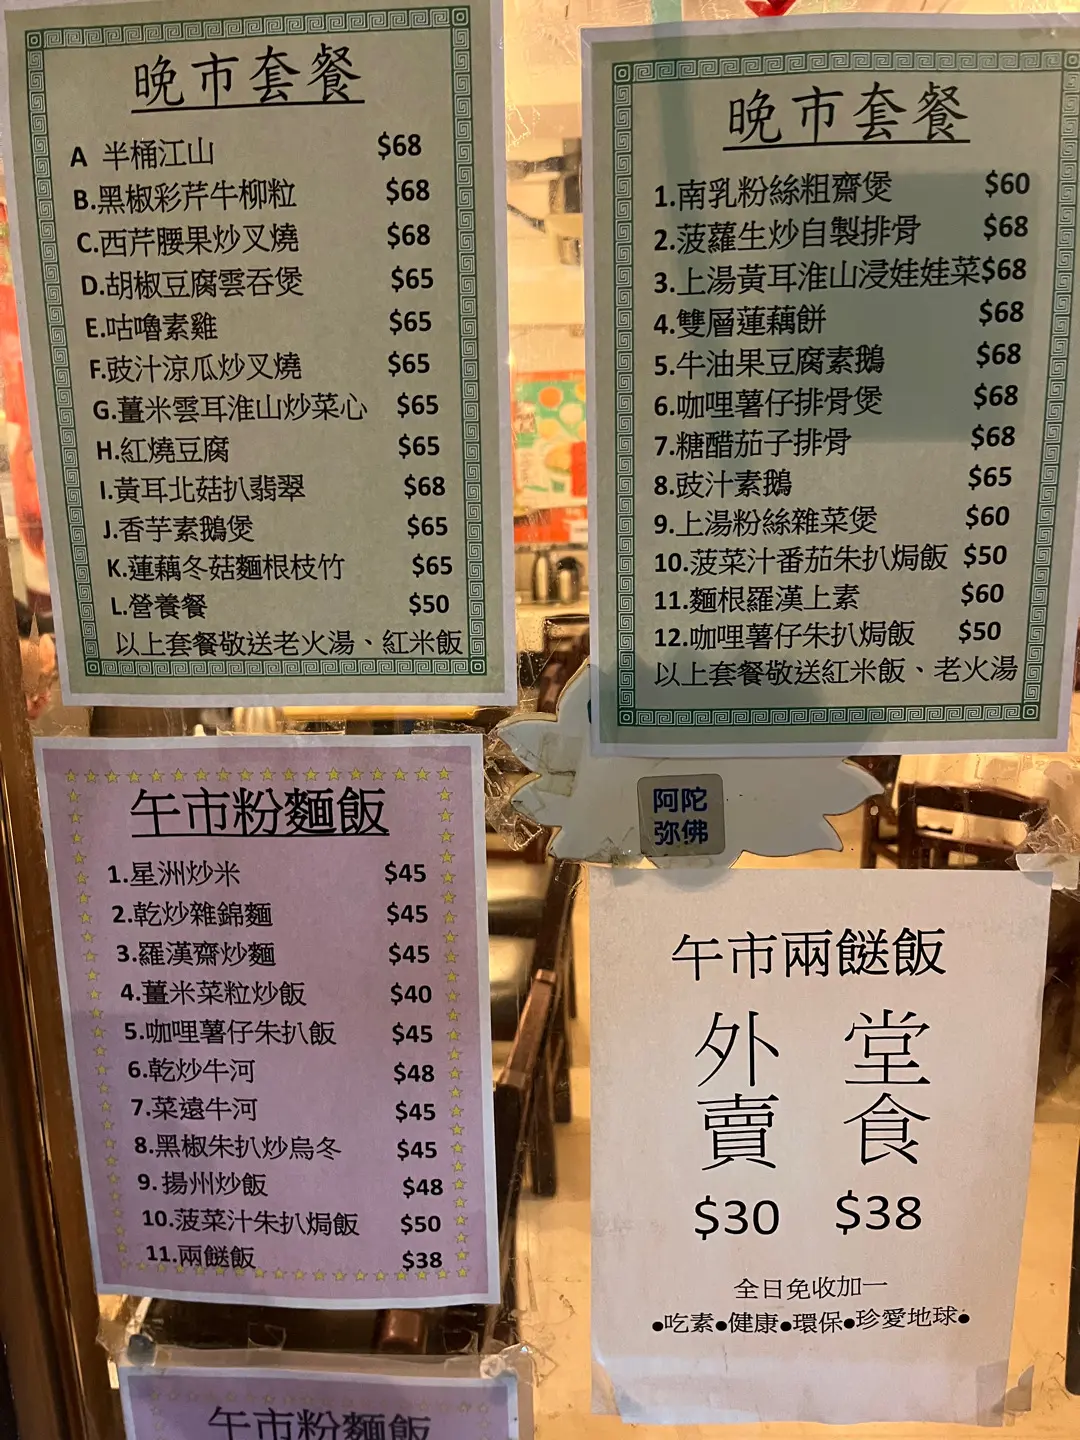 晚市套餐
A 半桶江山 $68
B.黑椒彩芹牛柳粒 $68
C.西芹腰果炒叉燒 $68
D.胡椒豆腐雲吞煲 $65
E.咕嚕素雞 $65
F.豉汁涼瓜炒叉燒 $65
G.薑米雲耳淮山炒菜心 $65
H.紅燒豆腐 $65
I.黃耳北菇扒翡翠 $68
J.香芋素鵝煲 $65
K.蓮藕冬菇麵根枝竹 $65
L.營養餐 $50
以上套餐敬送老火湯、紅米飯
晚市套餐
1.南乳粉絲粗齋煲 $60
2.菠蘿生炒自製排骨 $68
3.上湯黃耳淮山浸娃娃菜$68
4.雙層蓮藕餅 $68
5.牛油果豆腐素鵝 $68
6.咖哩薯仔排骨煲 $68
7.糖醋茄子排骨 $68
8.豉汁素鵝 $65
9.上湯粉絲雜菜煲 $60
10.菠菜汁番茄朱扒焗飯 $50
11.麵根羅漢上素 $60
12.咖哩薯仔朱扒焗飯 $50
以上套餐敬送紅米飯、老火湯
午市粉麵飯
1.星洲炒米 $45
2.乾炒雜錦麵 $45
3.羅漢齋炒麵 $45
4.薑米菜粒炒飯 $40
5.咖哩薯仔朱扒飯 $45
6.乾炒牛河 $48
7.菜遠牛河 $45
8.黑椒朱扒炒烏冬 $45
9.揚州炒飯 $48
10.菠菜汁朱扒焗飯 $50
11.兩餸飯 $38
阿陀
弥佛
午市兩餸飯
外賣 堂食
$30 $38
全日免收加一
●吃素●健康●環保●珍愛地球●
午市粉麵飯